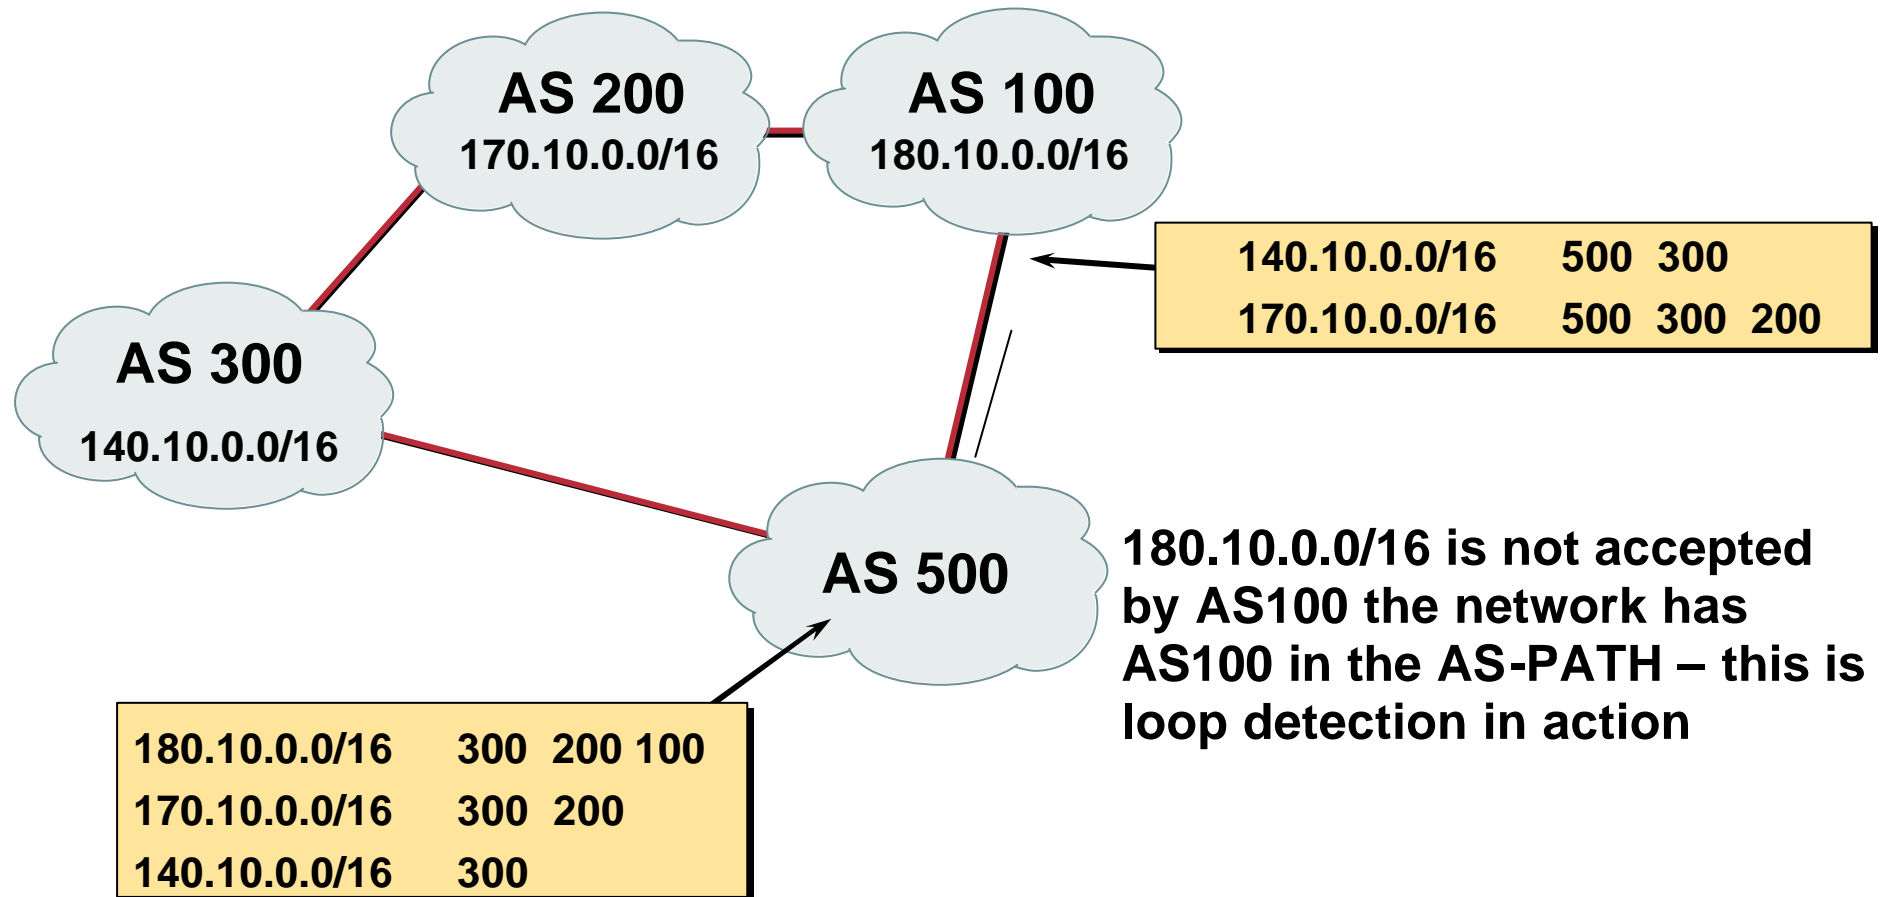 AS 200
170.10.0.0/16
AS 100
180.10.0.0/16
140.10.0.0/16 500 300
170.10.0.0/16 500 300 200
AS 300
140.10.0.0/16
AS 500
180.10.0.0/16 is not accepted
by AS100 the network has
AS100 in the AS-PATH – this is
loop detection in action
180.10.0.0/16 300 200 100
170.10.0.0/16 300 200
140.10.0.0/16 300